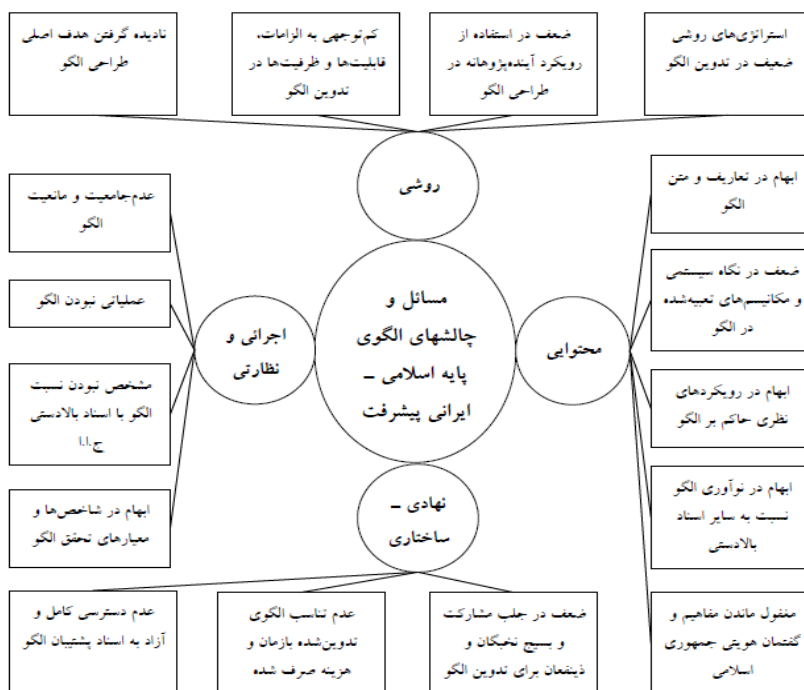 استراتژی‌های روشی
ضعیف در تدوین الگو
ضعف در استفاده از
رویکرد آینده‌پژوهانه در
طراحی الگو
کم‌توجهی به الزامات،
قابلیت‌ها و ظرفیت‌ها در
تدوین الگو
نادیده گرفتن هدف اصلی
طراحی الگو
روشی
مسائل و
چالشهای الگوی
پایه اسلامی –
ایرانی پیشرفت
محتوایی
ابهام در تعاریف و متن
الگو
ضعف در نگاه سیستمی
و مکانیسم‌های تعبیه‌شده
در الگو
ابهام در رویکردهای
نظری حاکم بر الگو
ابهام در نوآوری الگو
نسبت به سایر اسناد
بالادستی
مغفول ماندن مفاهیم و
گفتمان هویتی جمهوری
اسلامی
اجرائی و
نظارتی
عدم‌جامعیت و مانعیت
الگو
عملیاتی نبودن الگو
مشخص نبودن نسبت
الگو با اسناد بالادستی
ج.ا.ا
ابهام در شاخص‌ها و
معیارهای تحقق الگو
نهادی –
ساختاری
ضعف در جلب مشارکت
و بسیج نخبگان و
ذینفعان برای تدوین الگو
عدم تناسب الگوی
تدوین‌شده بازمان و
هزینه صرف شده
عدم دسترسی کامل و
آزاد به اسناد پشتیبان الگو